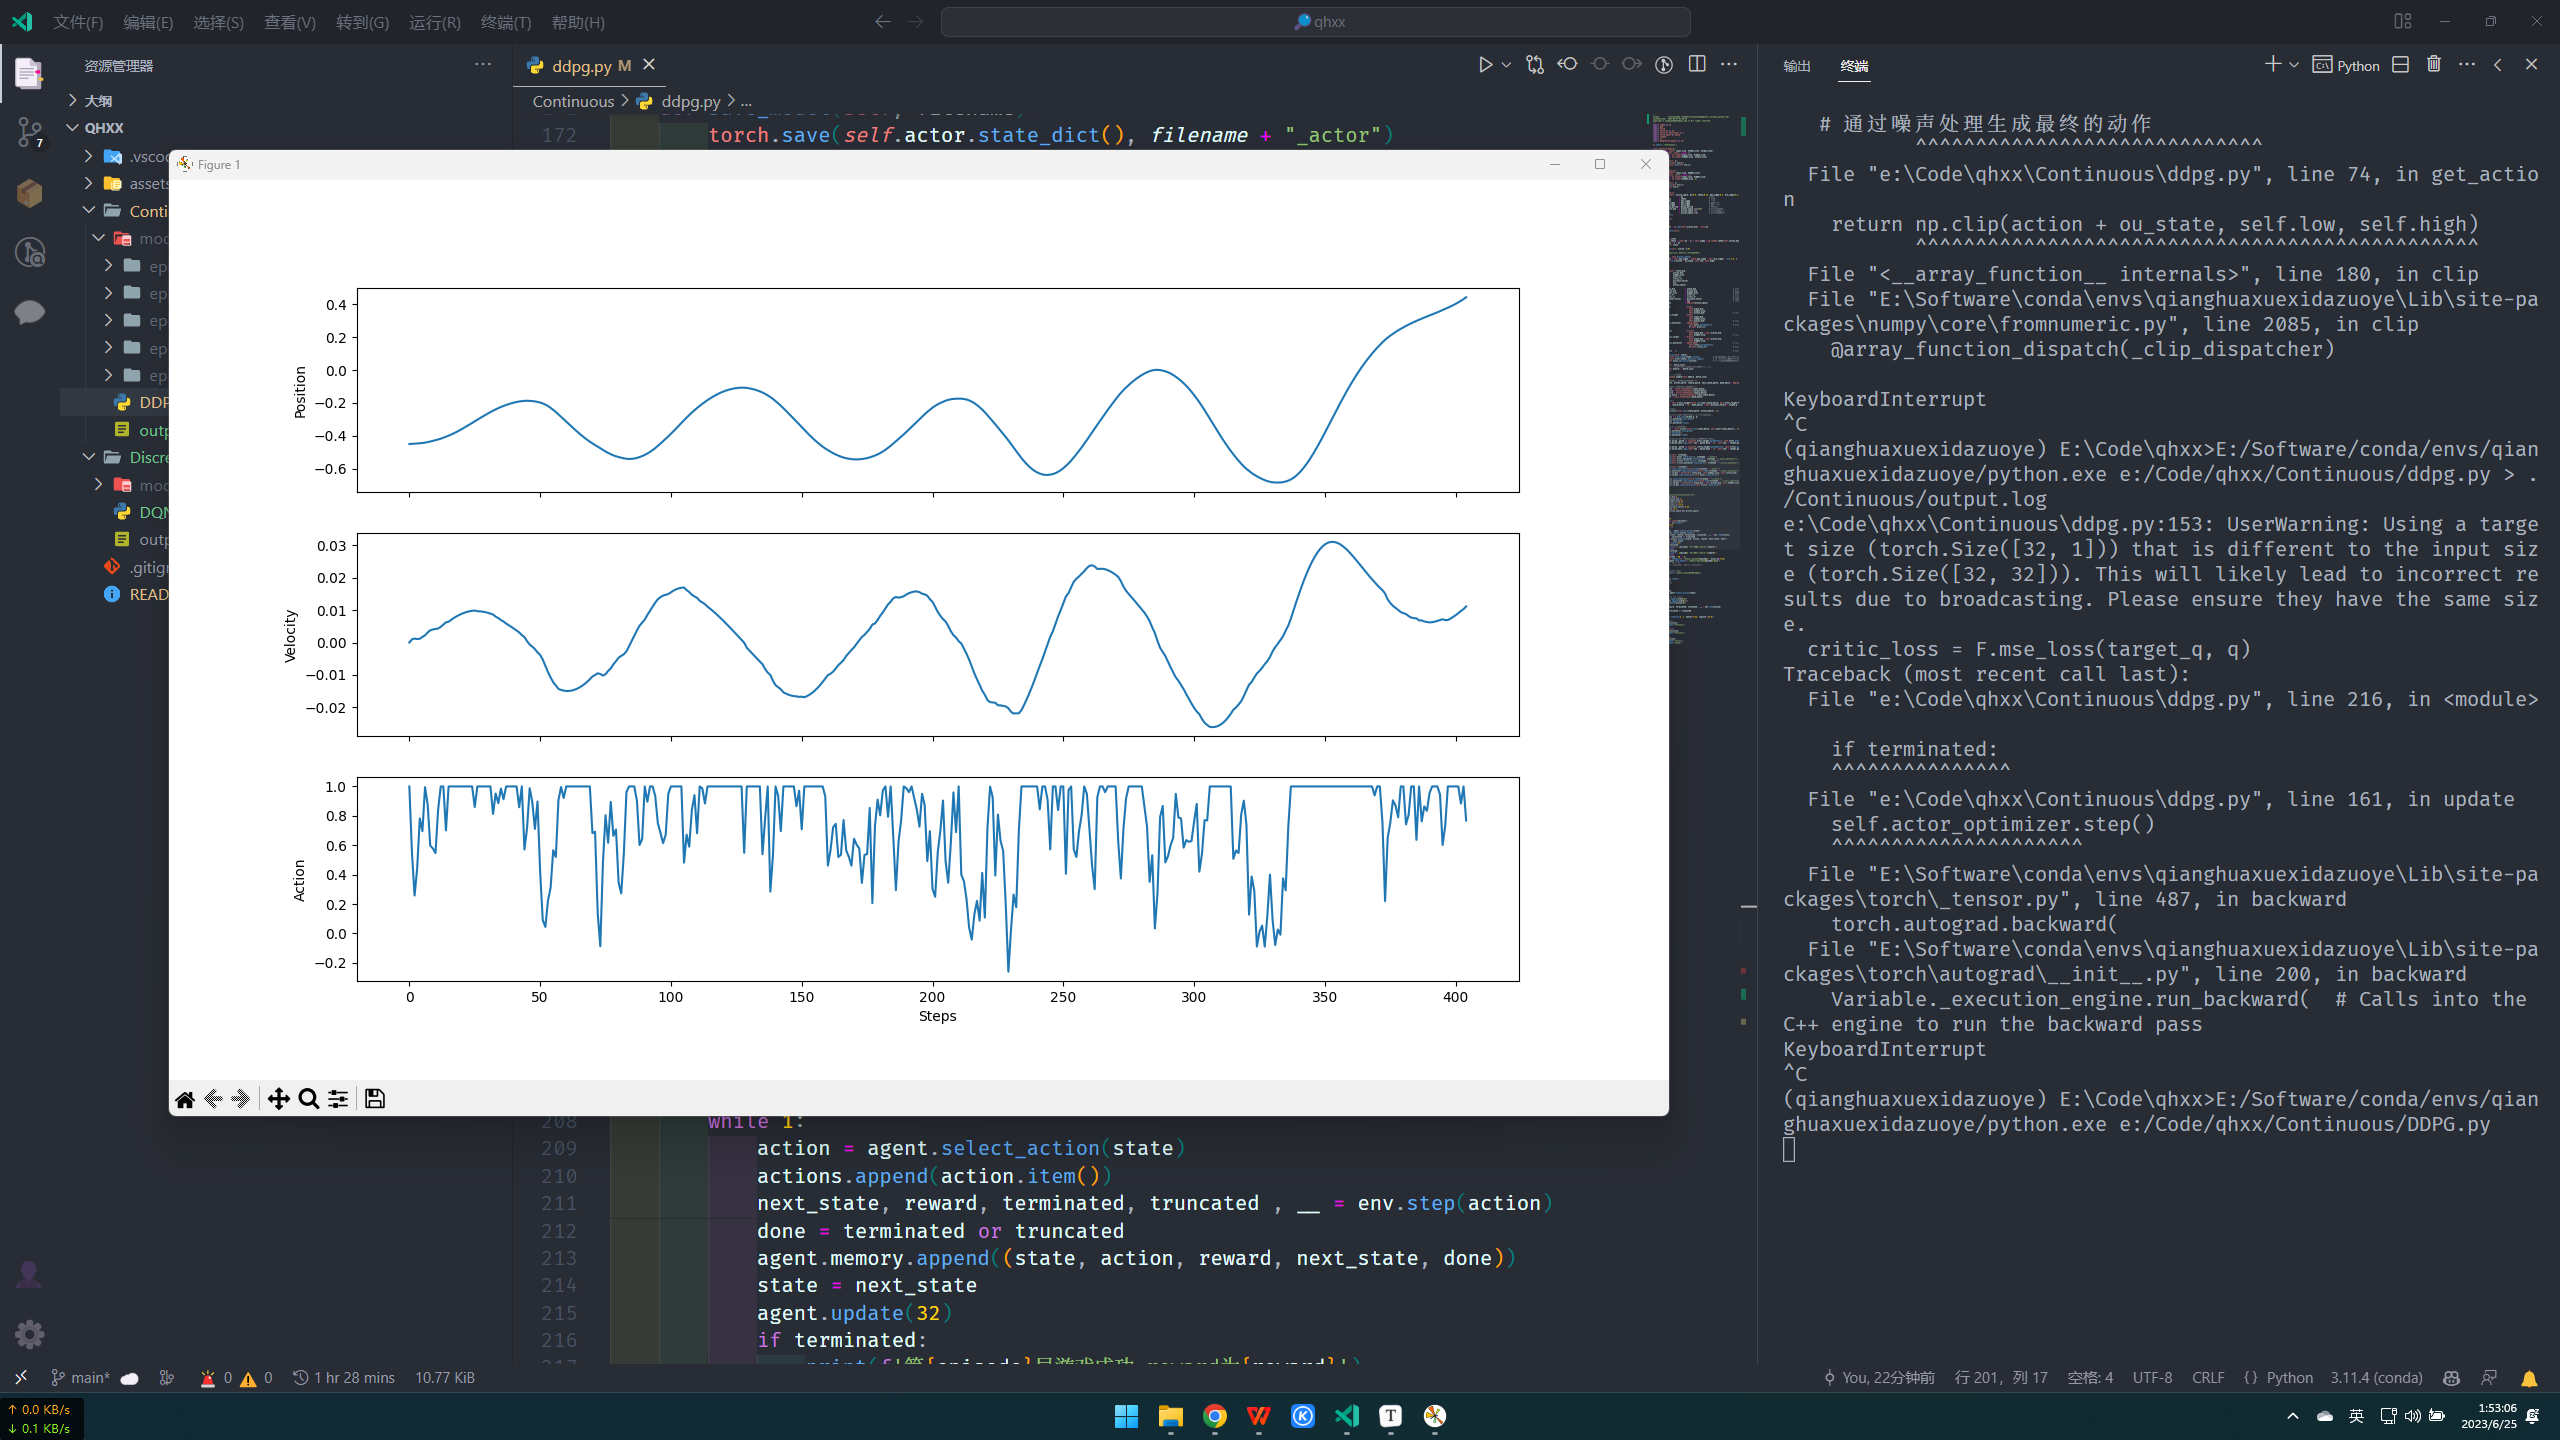 文件(F) 编辑(E) 选择(S) 查看(V) 转到(G) 运行(R) 终端(T) 帮助(H)
qhxx
资源管理器
大纲
QHXX
.vscod
assets
Conti
mod
ep
ep
ep
ep
ep
DDP
outp
Discre
mod
DQN
outp
.gitign
READ
7
ddpg.py M
Continuous > ddpg.py > ...
172 torch.save(self.actor.state_dict(), filename + "_actor")
Figure 1
Position
0.4
0.2
0.0
−0.2
−0.4
−0.6
Velocity
0.03
0.02
0.01
0.00
−0.01
−0.02
Action
1.0
0.8
0.6
0.4
0.2
0.0
−0.2
0 50 100 150 200 250 300 350 400
Steps
208 while 1:
209 action = agent.select_action(state)
210 actions.append(action.item())
211 next_state, reward, terminated, truncated , __ = env.step(action)
212 done = terminated or truncated
213 agent.memory.append((state, action, reward, next_state, done))
214 state = next_state
215 agent.update(32)
216 if terminated:
输出 终端 Python
# 通过噪声处理生成最终的动作
^^^^^^^^^^^^^^^^^^^^^^^^^^^^^
File "e:\Code\qhxx\Continuous\ddpg.py", line 74, in get_actio
n
return np.clip(action + ou_state, self.low, self.high)
^^^^^^^^^^^^^^^^^^^^^^^^^^^^^^^^^^^^^^^^^^^^^^^
File "<__array_function__ internals>", line 180, in clip
File "E:\Software\conda\envs\qianghuaxuexidazuoye\Lib\site-pa
ckages\numpy\core\fromnumeric.py", line 2085, in clip
@array_function_dispatch(_clip_dispatcher)
KeyboardInterrupt
^C
(qianghuaxuexidazuoye) E:\Code\qhxx>E:/Software/conda/envs/qian
ghuaxuexidazuoye/python.exe e:/Code/qhxx/Continuous/ddpg.py > .
/Continuous/output.log
e:\Code\qhxx\Continuous\ddpg.py:153: UserWarning: Using a targe
t size (torch.Size([32, 1])) that is different to the input siz
e (torch.Size([32, 32])). This will likely lead to incorrect re
sults due to broadcasting. Please ensure they have the same siz
e.
critic_loss = F.mse_loss(target_q, q)
Traceback (most recent call last):
File "e:\Code\qhxx\Continuous\ddpg.py", line 216, in <module>
if terminated:
^^^^^^^^^^^^^^^
File "e:\Code\qhxx\Continuous\ddpg.py", line 161, in update
self.actor_optimizer.step()
^^^^^^^^^^^^^^^^^^^^^
File "E:\Software\conda\envs\qianghuaxuexidazuoye\Lib\site-pa
ckages\torch\_tensor.py", line 487, in backward
torch.autograd.backward(
File "E:\Software\conda\envs\qianghuaxuexidazuoye\Lib\site-pa
ckages\torch\autograd\__init__.py", line 200, in backward
Variable._execution_engine.run_backward(  # Calls into the
C++ engine to run the backward pass
KeyboardInterrupt
^C
(qianghuaxuexidazuoye) E:\Code\qhxx>E:/Software/conda/envs/qian
ghuaxuexidazuoye/python.exe e:/Code/qhxx/Continuous/DDPG.py
main* 0 0 1 hr 28 mins 10.77 KiB
You, 22分钟前 行 201，列 17 空格: 4 UTF-8 CRLF {} Python 3.11.4 (conda)
↑ 0.0 KB/s
↓ 0.1 KB/s
英
1:53:06
2023/6/25